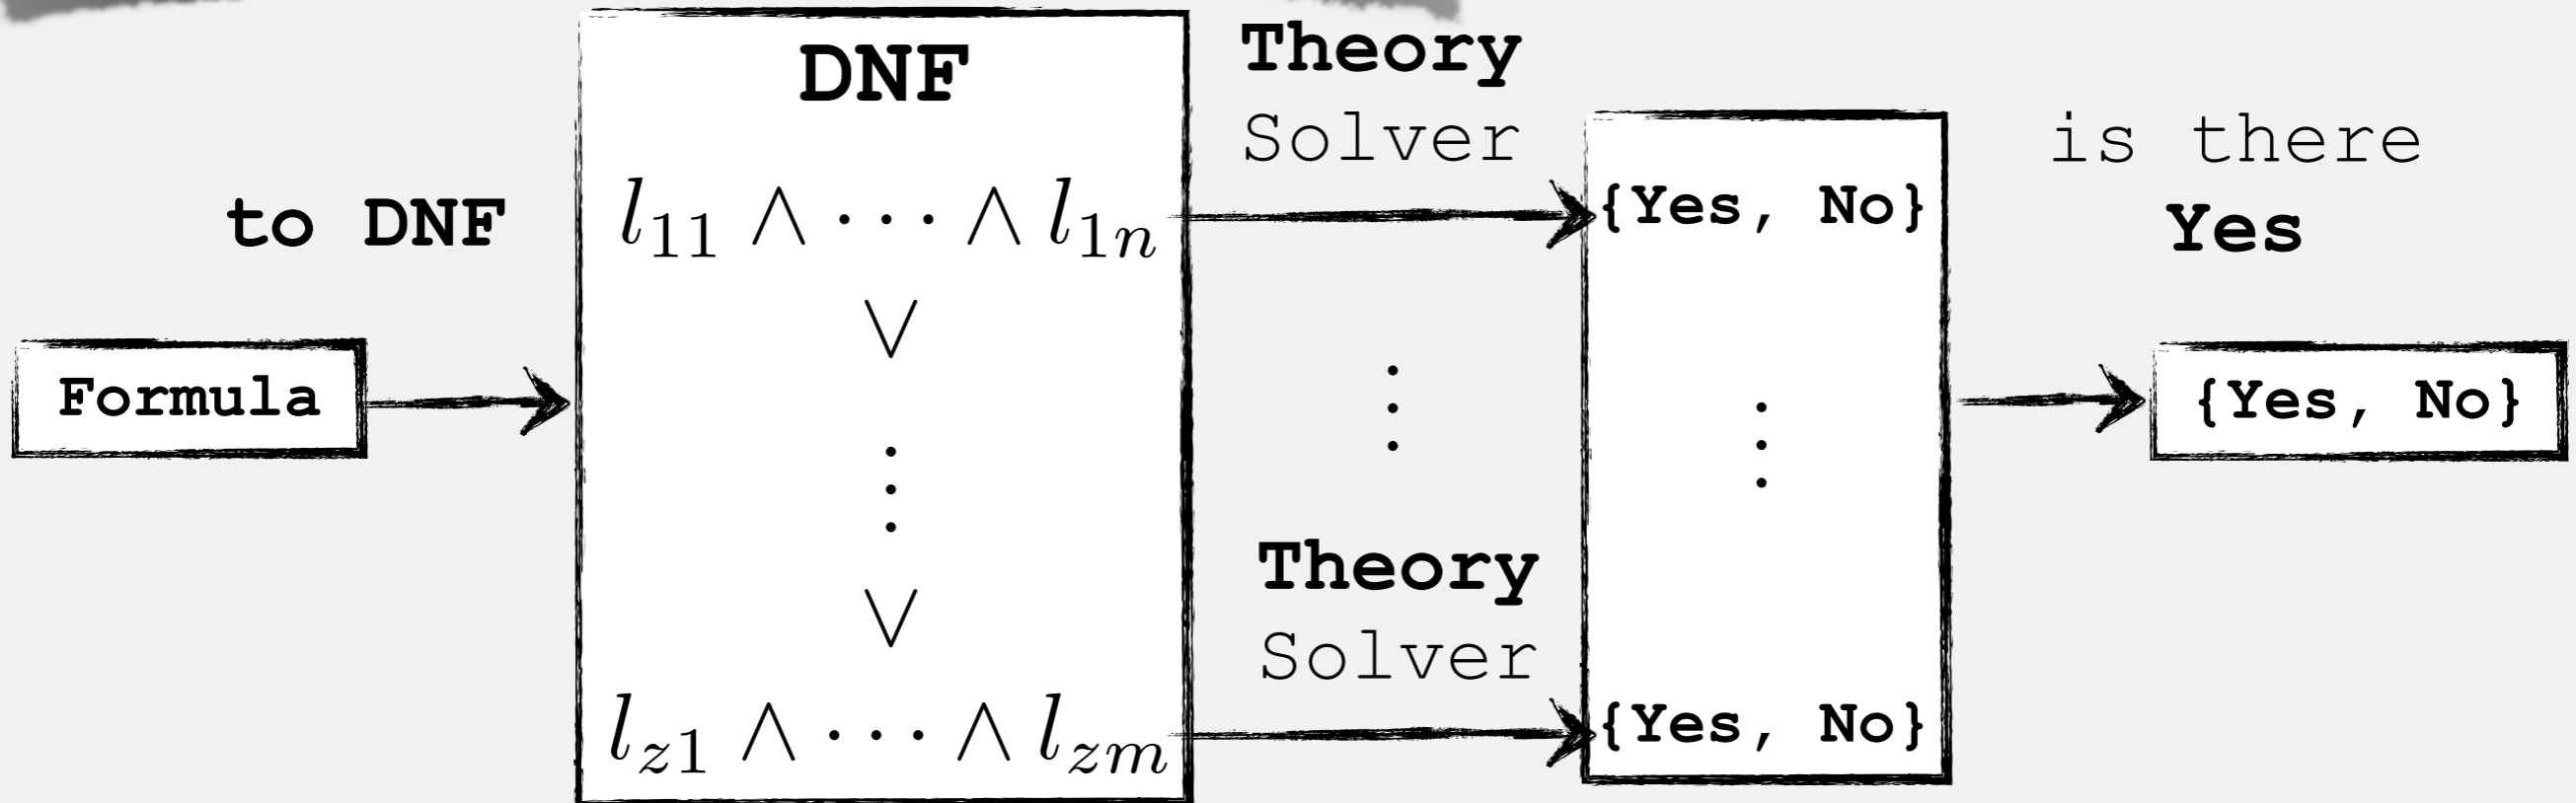 Formula
to DNF
DNF
l_{11} ∧ ⋯ ∧ l_{1n}
∨
⋮
∨
l_{z1} ∧ ⋯ ∧ l_{zm}
Theory
Solver
⋮
Theory
Solver
{Yes, No}
⋮
{Yes, No}
is there
Yes
{Yes, No}